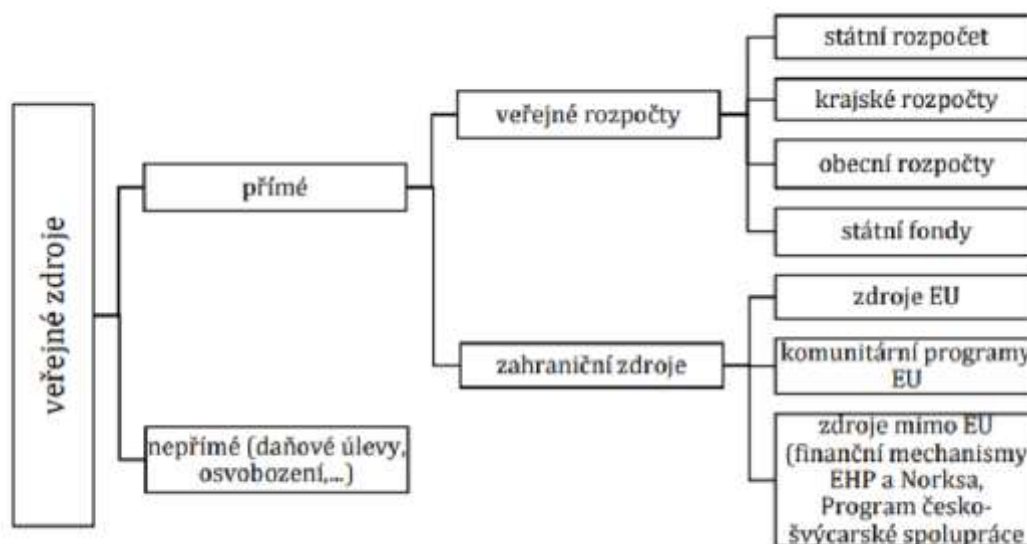 veřejné zdroje
přímé
nepřímé (daňové úlevy,
osvobození,...)
veřejné rozpočty
zahraniční zdroje
státní rozpočet
krajské rozpočty
obecní rozpočty
státní fondy
zdroje EU
komunitární programy
EU
zdroje mimo EU
(finanční mechanismy
EHP a Norksa,
Program česko-
švýcarské spolupráce